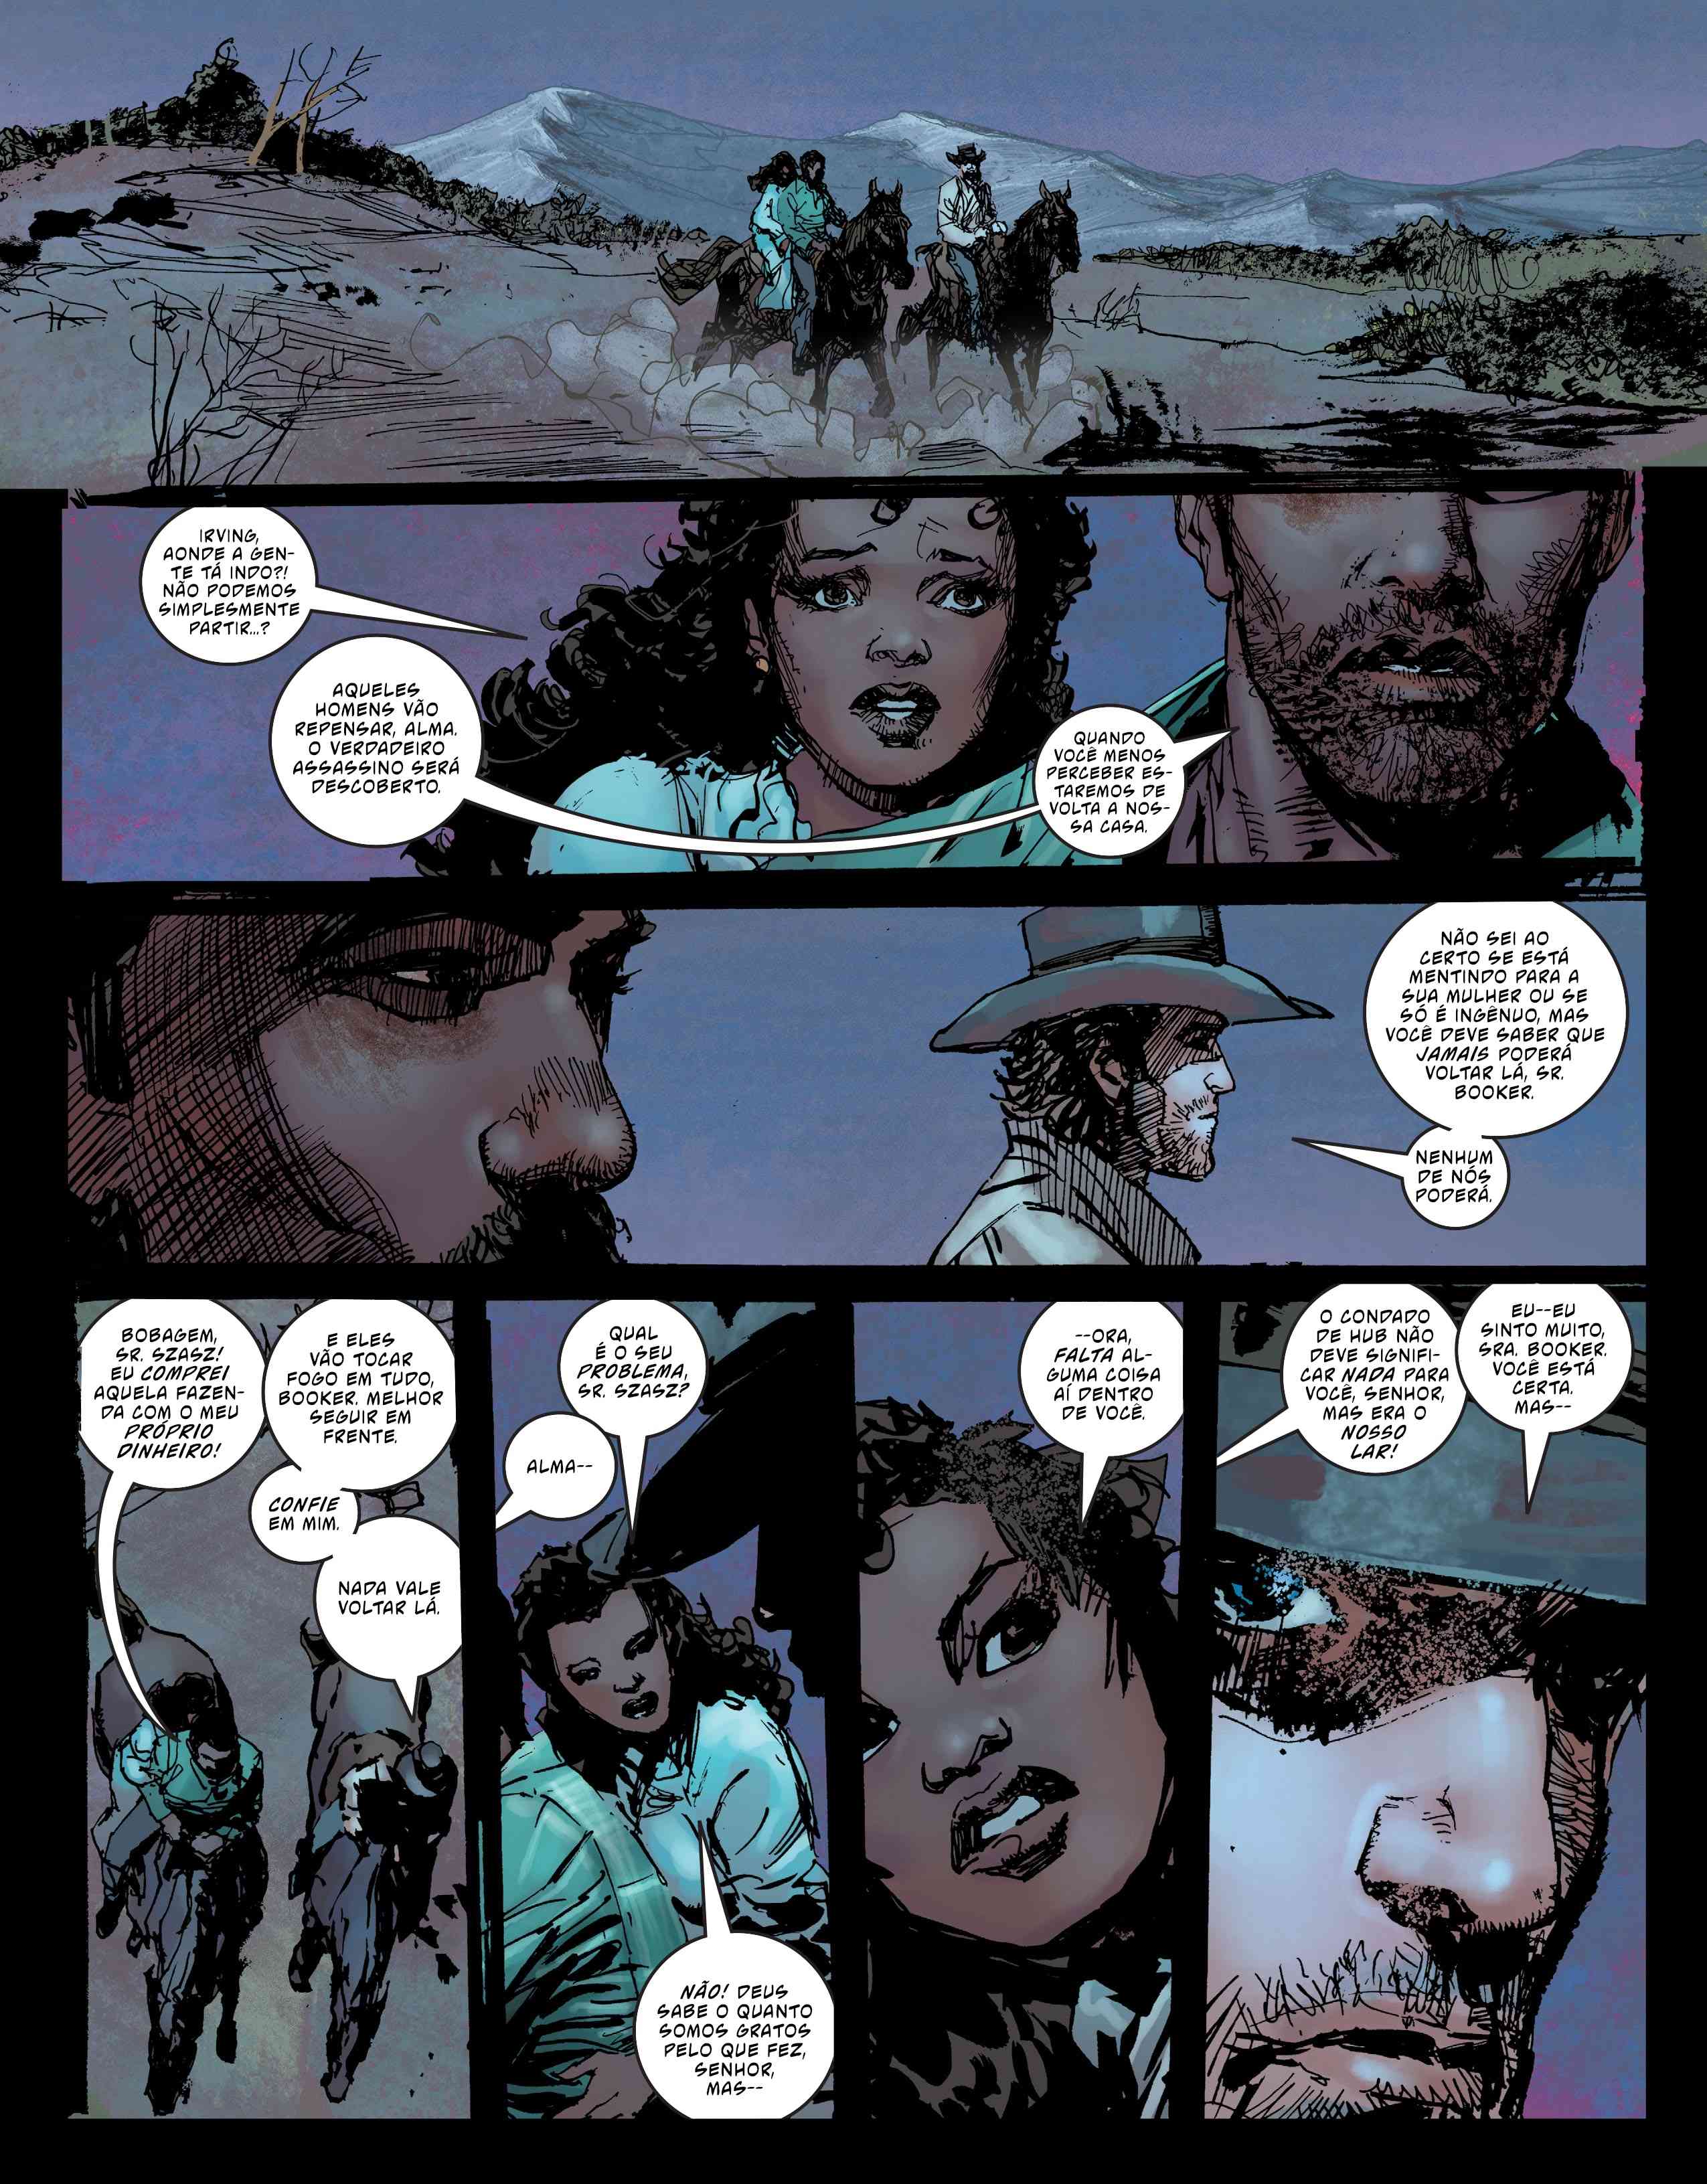 IRVING,
AONDE A GEN-
TE TÁ INDO?!
NÃO PODEMOS
SIMPLESMENTE
PARTIR...?
AQUELES
HOMENS VÃO
REPENSAR, ALMA.
O VERDADEIRO
ASSASSINO SERÁ
DESCOBERTO.
QUANDO
VOCÊ MENOS
PERCEBER ES-
TAREMOS DE
VOLTA A NOS-
SA CASA.
NÃO SEI AO
CERTO SE ESTÁ
MENTINDO PARA A
SUA MULHER OU SE
SÓ É INGÊNUO, MAS
VOCÊ DEVE SABER QUE
JAMAIS PODERÁ
VOLTAR LÁ, SR.
BOOKER.
NENHUM
DE NÓS
PODERÁ.
BOBAGEM,
SR. SZASZ!
EU COMPREI
AQUELA FAZEN-
DA COM O MEU
PRÓPRIO
DINHEIRO!
E ELES
VÃO TOCAR
FOGO EM TUDO,
BOOKER. MELHOR
SEGUIR EM
FRENTE.
CONFIE
EM MIM.
NADA VALE
VOLTAR LÁ.
QUAL
É O SEU
PROBLEMA,
SR. SZASZ?
ALMA--
NÃO! DEUS
SABE O QUANTO
SOMOS GRATOS
PELO QUE FEZ,
SENHOR,
MAS--
--ORA,
FALTA AL-
GUMA COISA
AÍ DENTRO
DE VOCÊ.
O CONDADO
DE HUB NÃO
DEVE SIGNIFI-
CAR NADA PARA
VOCÊ, SENHOR,
MAS ERA O
NOSSO
LAR!
EU--EU
SINTO MUITO,
SRA. BOOKER.
VOCÊ ESTÁ
CERTA.
MAS--